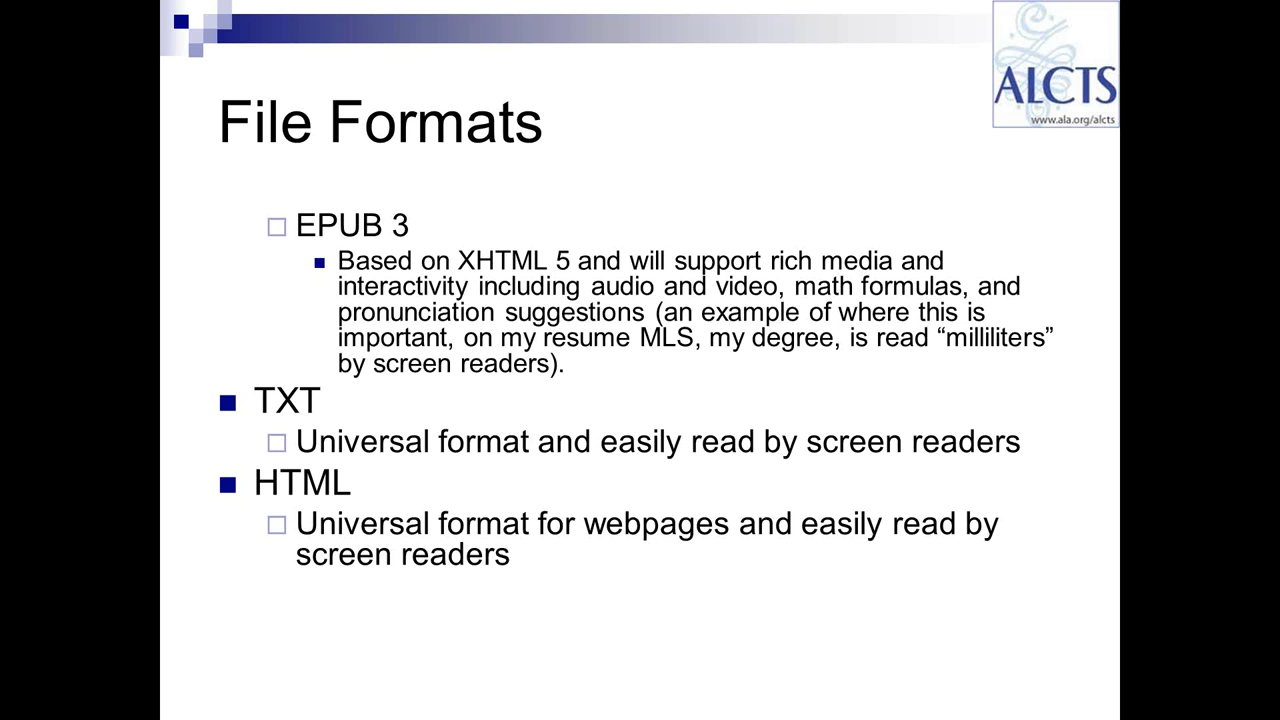 ALCTS
www.ala.org/alcts
File Formats
EPUB 3
Based on XHTML 5 and will support rich media and
interactivity including audio and video, math formulas, and
pronunciation suggestions (an example of where this is
important, on my resume MLS, my degree, is read “milliliters”
by screen readers).
TXT
Universal format and easily read by screen readers
HTML
Universal format for webpages and easily read by
screen readers